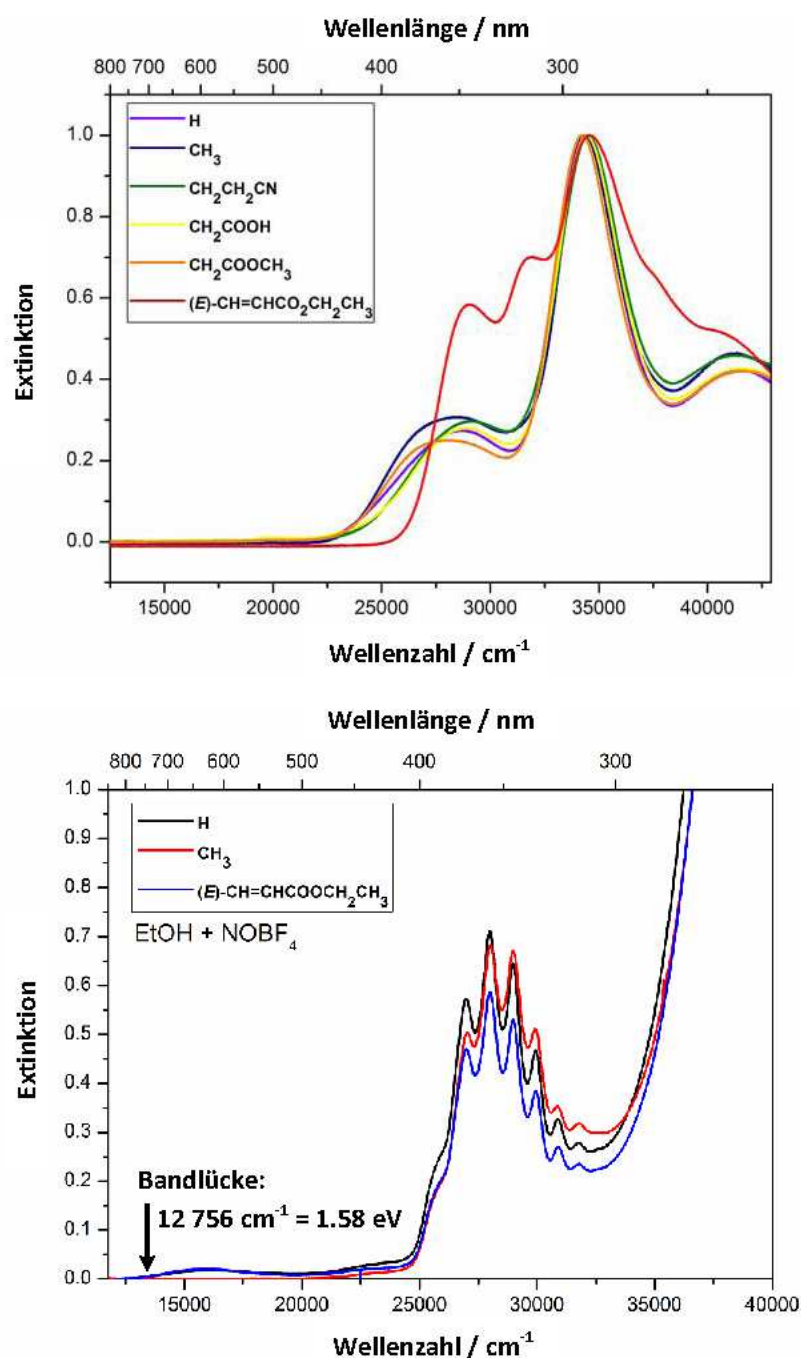 Wellenlänge / nm
800 700 600 500 400 300
H
CH3
CH2CH2CN
CH2COOH
CH2COOCH3
(E)-CH=CHCO2CH2CH3
Extinktion
1.0
0.8
0.6
0.4
0.2
0.0
15000 20000 25000 30000 35000 40000
Wellenzahl / cm-1
Wellenlänge / nm
800 700 600 500 400 300
H
CH3
(E)-CH=CHCOOCH2CH3
EtOH + NOBF4
Extinktion
1.0
0.9
0.8
0.7
0.6
0.5
0.4
0.3
0.2
0.1
0.0
Bandlücke:
12 756 cm-1 = 1.58 eV
15000 20000 25000 30000 35000 40000
Wellenzahl / cm-1